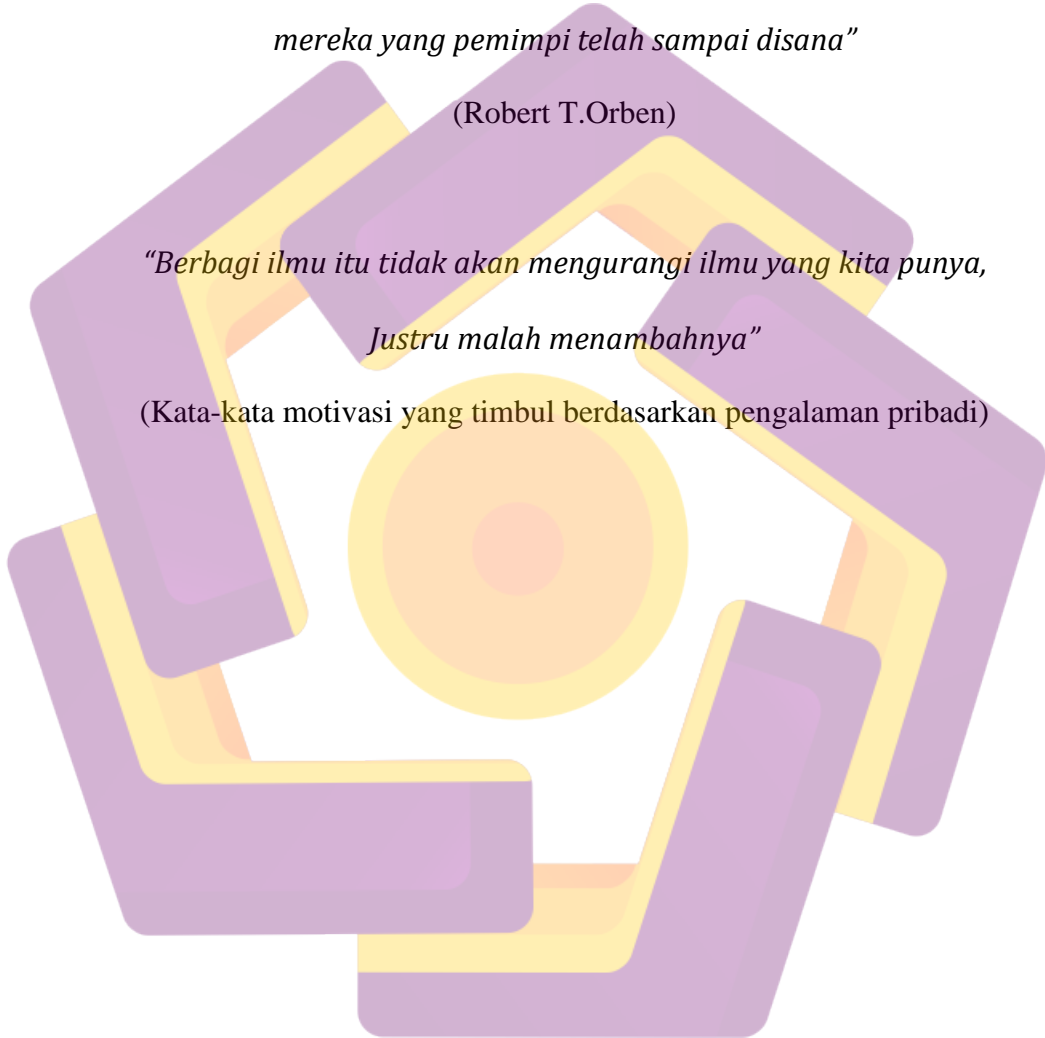 mereka yang pemimpi telah sampai disana”
(Robert T.Orben)
“Berbagi ilmu itu tidak akan mengurangi ilmu yang kita punya,
Justru malah menambahnya”
(Kata-kata motivasi yang timbul berdasarkan pengalaman pribadi)